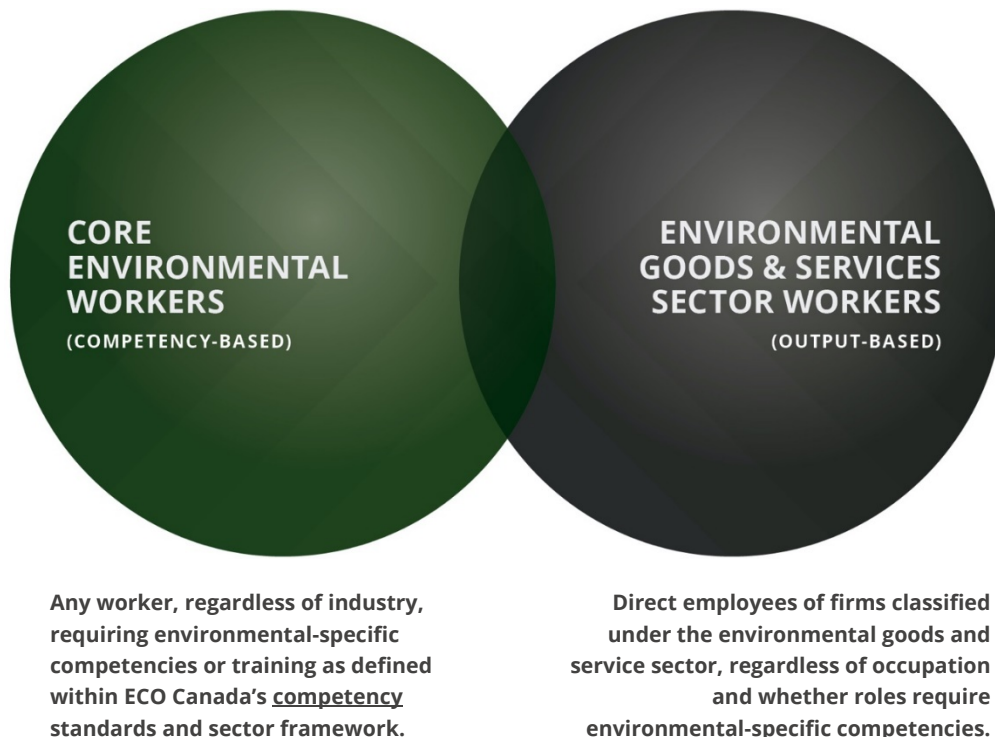 CORE
ENVIRONMENTAL
WORKERS
(COMPETENCY-BASED)
ENVIRONMENTAL
GOODS & SERVICES
SECTOR WORKERS
(OUTPUT-BASED)
Any worker, regardless of industry,
requiring environmental-specific
competencies or training as defined
within ECO Canada’s competency
standards and sector framework.
Direct employees of firms classified
under the environmental goods and
service sector, regardless of occupation
and whether roles require
environmental-specific competencies.